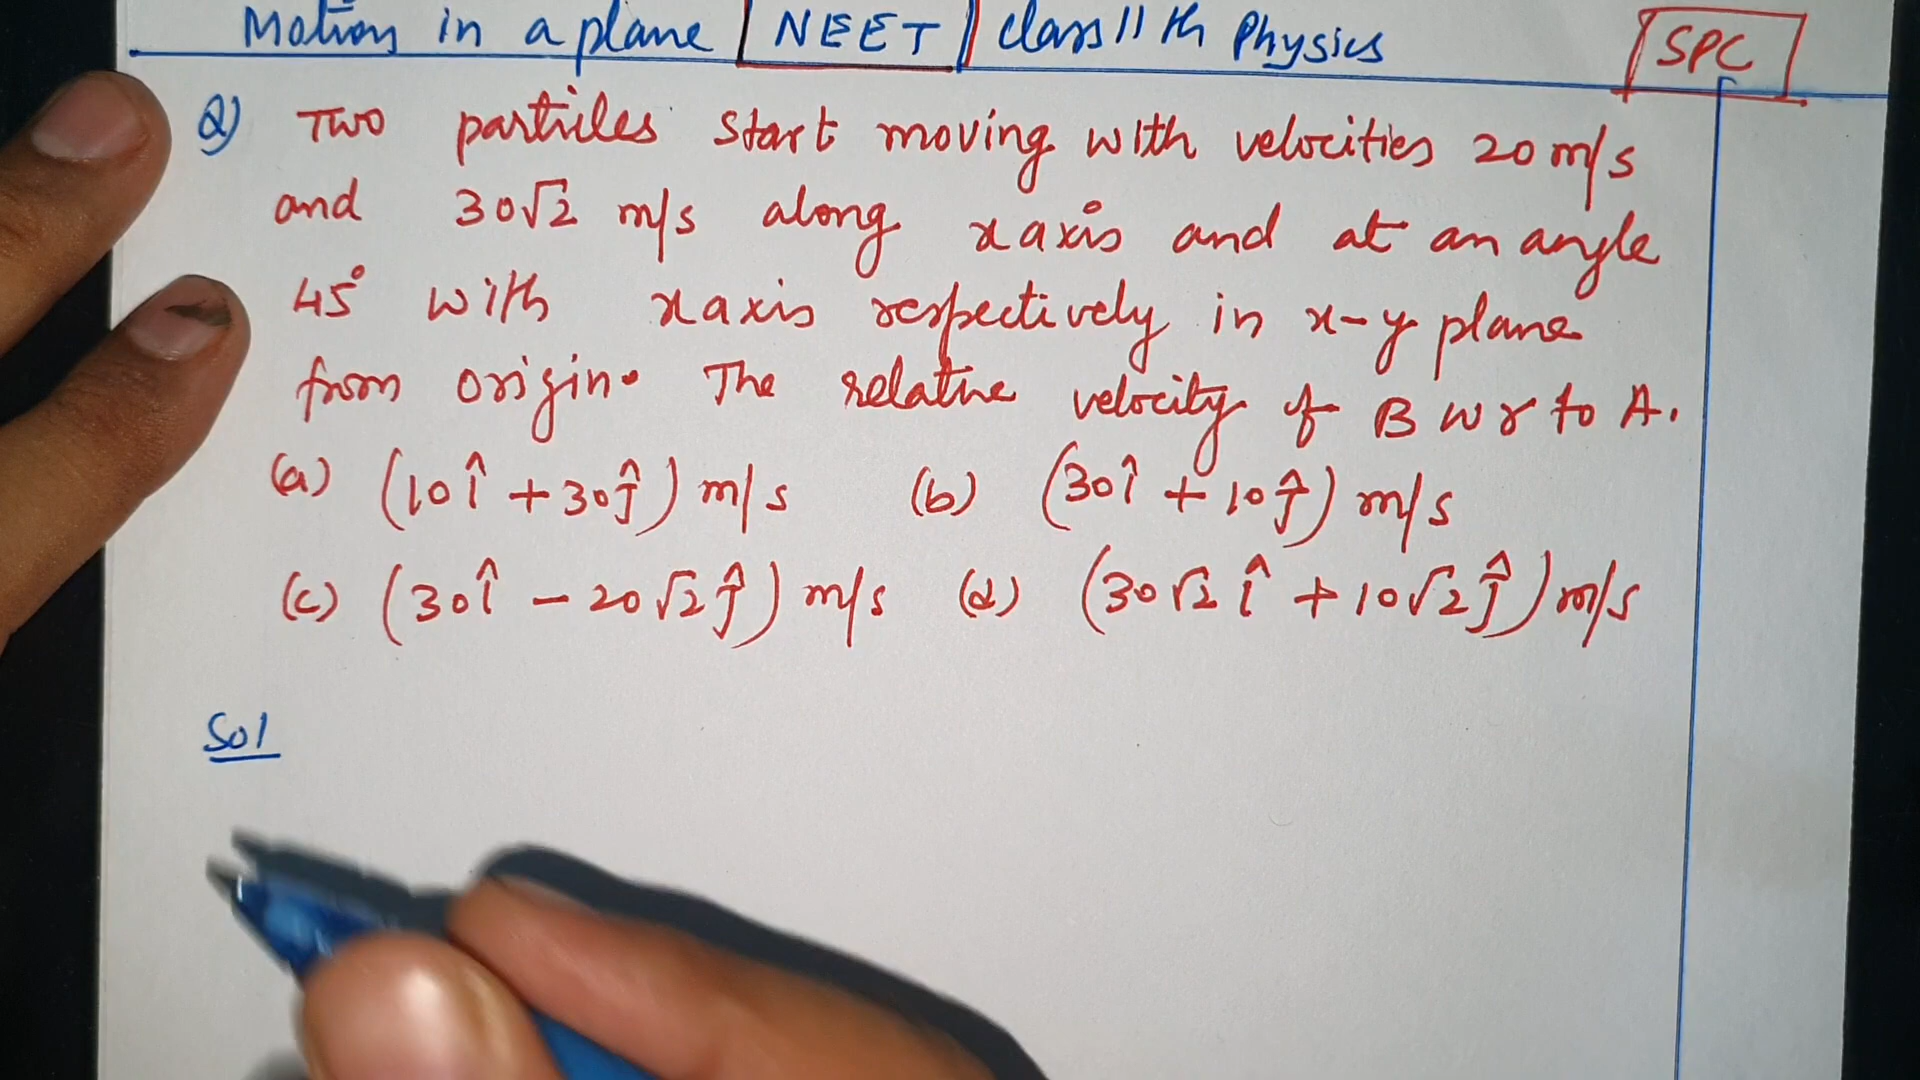 Motion in a plane | NEET | class 11 th Physics
SPC
Q) Two particles start moving with velocities 20 m/s
and 30√2 m/s along x axis and at an angle
45° with x axis respectively in x-y plane
from origin. The relative velocity of B w r to A.
(a) (10î + 30ĵ) m/s (b) (30î + 10ĵ) m/s
(c) (30î - 20√2ĵ) m/s (d) (30√2 î + 10√2ĵ) m/s
Sol